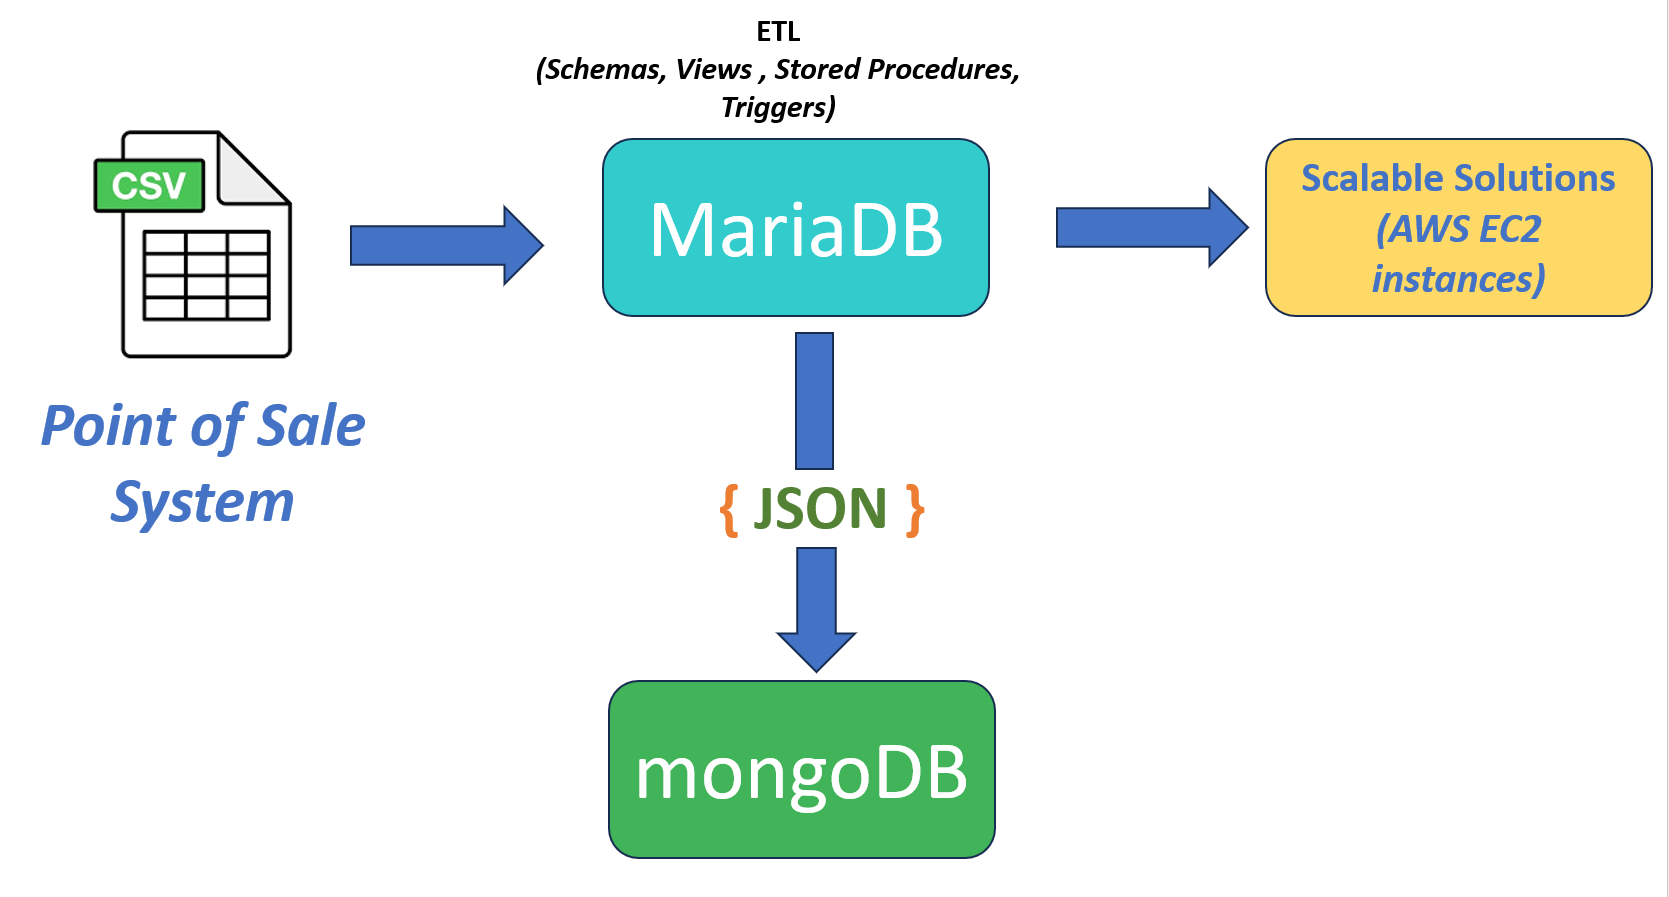 ETL
(Schemas, Views , Stored Procedures,
Triggers)
CSV
MariaDB
Scalable Solutions
(AWS EC2
instances)
Point of Sale
System
{ JSON }
mongoDB